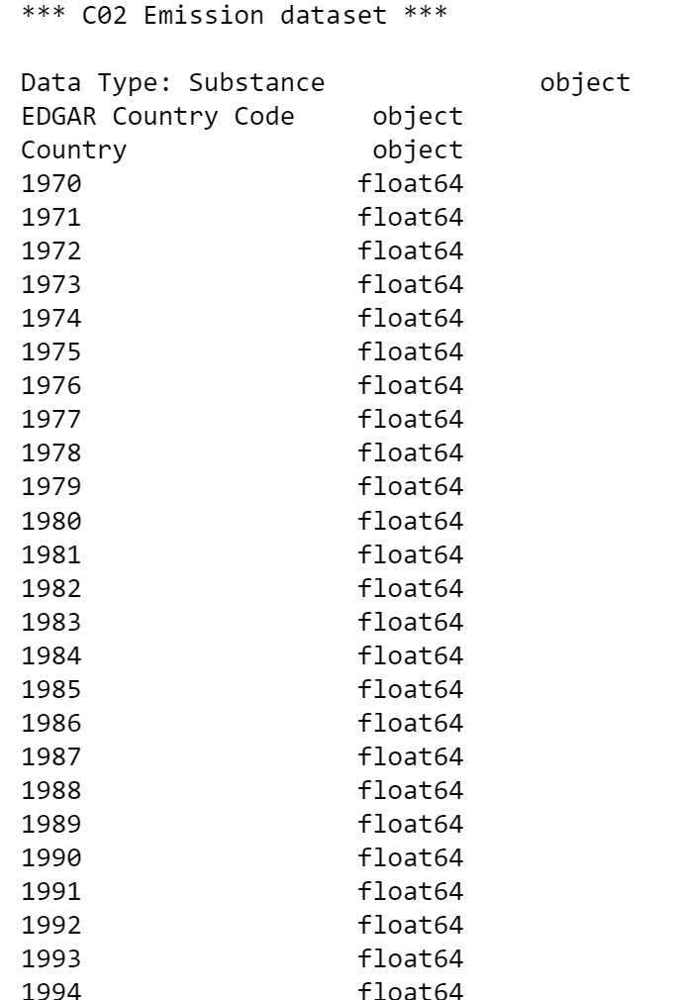 *** C02 Emission dataset ***
Data Type: Substance object
EDGAR Country Code object
Country object
1970 float64
1971 float64
1972 float64
1973 float64
1974 float64
1975 float64
1976 float64
1977 float64
1978 float64
1979 float64
1980 float64
1981 float64
1982 float64
1983 float64
1984 float64
1985 float64
1986 float64
1987 float64
1988 float64
1989 float64
1990 float64
1991 float64
1992 float64
1993 float64
1994 float64